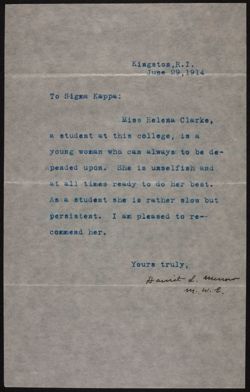 Kingston, R.I.
June 29, 1914
To Sigma Kappa:
Miss Helena Clarke,
a student at this college, is a
young woman who can always to be de-
pended upon. She is unselfish and
at all times ready to do her best.
As a student she is rather slow but
persistent. I am pleased to re-
commend her.
Yours truly,